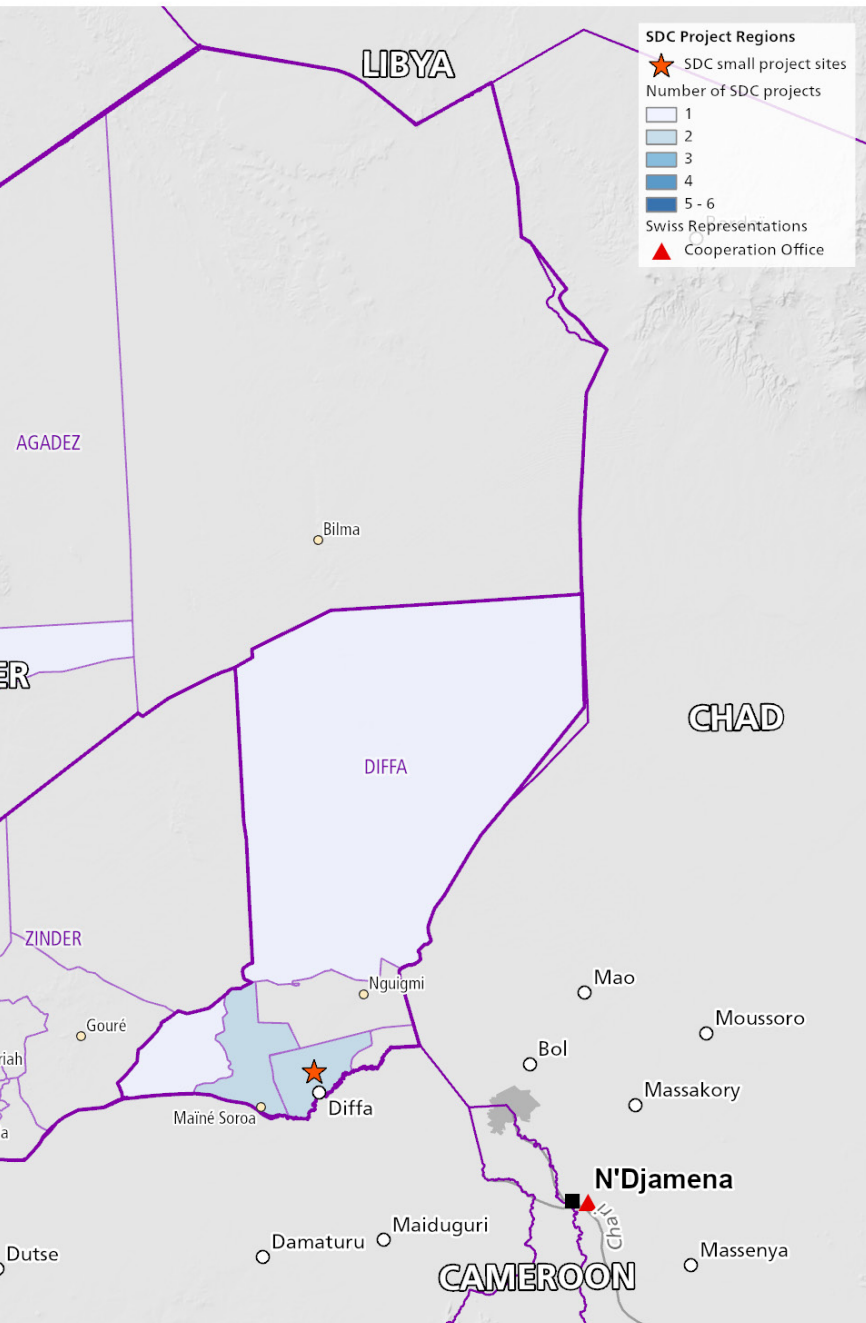 LIBYA
SDC Project Regions
SDC small project sites
Number of SDC projects
1
2
3
4
5 - 6
Swiss Representations
Cooperation Office
AGADEZ
Bilma
ER
CHAD
DIFFA
ZINDER
Nguigmi
Mao
Gouré
Moussoro
Bol
riah
Massakory
Diffa
Maïné Soroa
a
N'Djamena
Chari
Maiduguri
Damaturu
Massenya
Dutse
CAMEROON